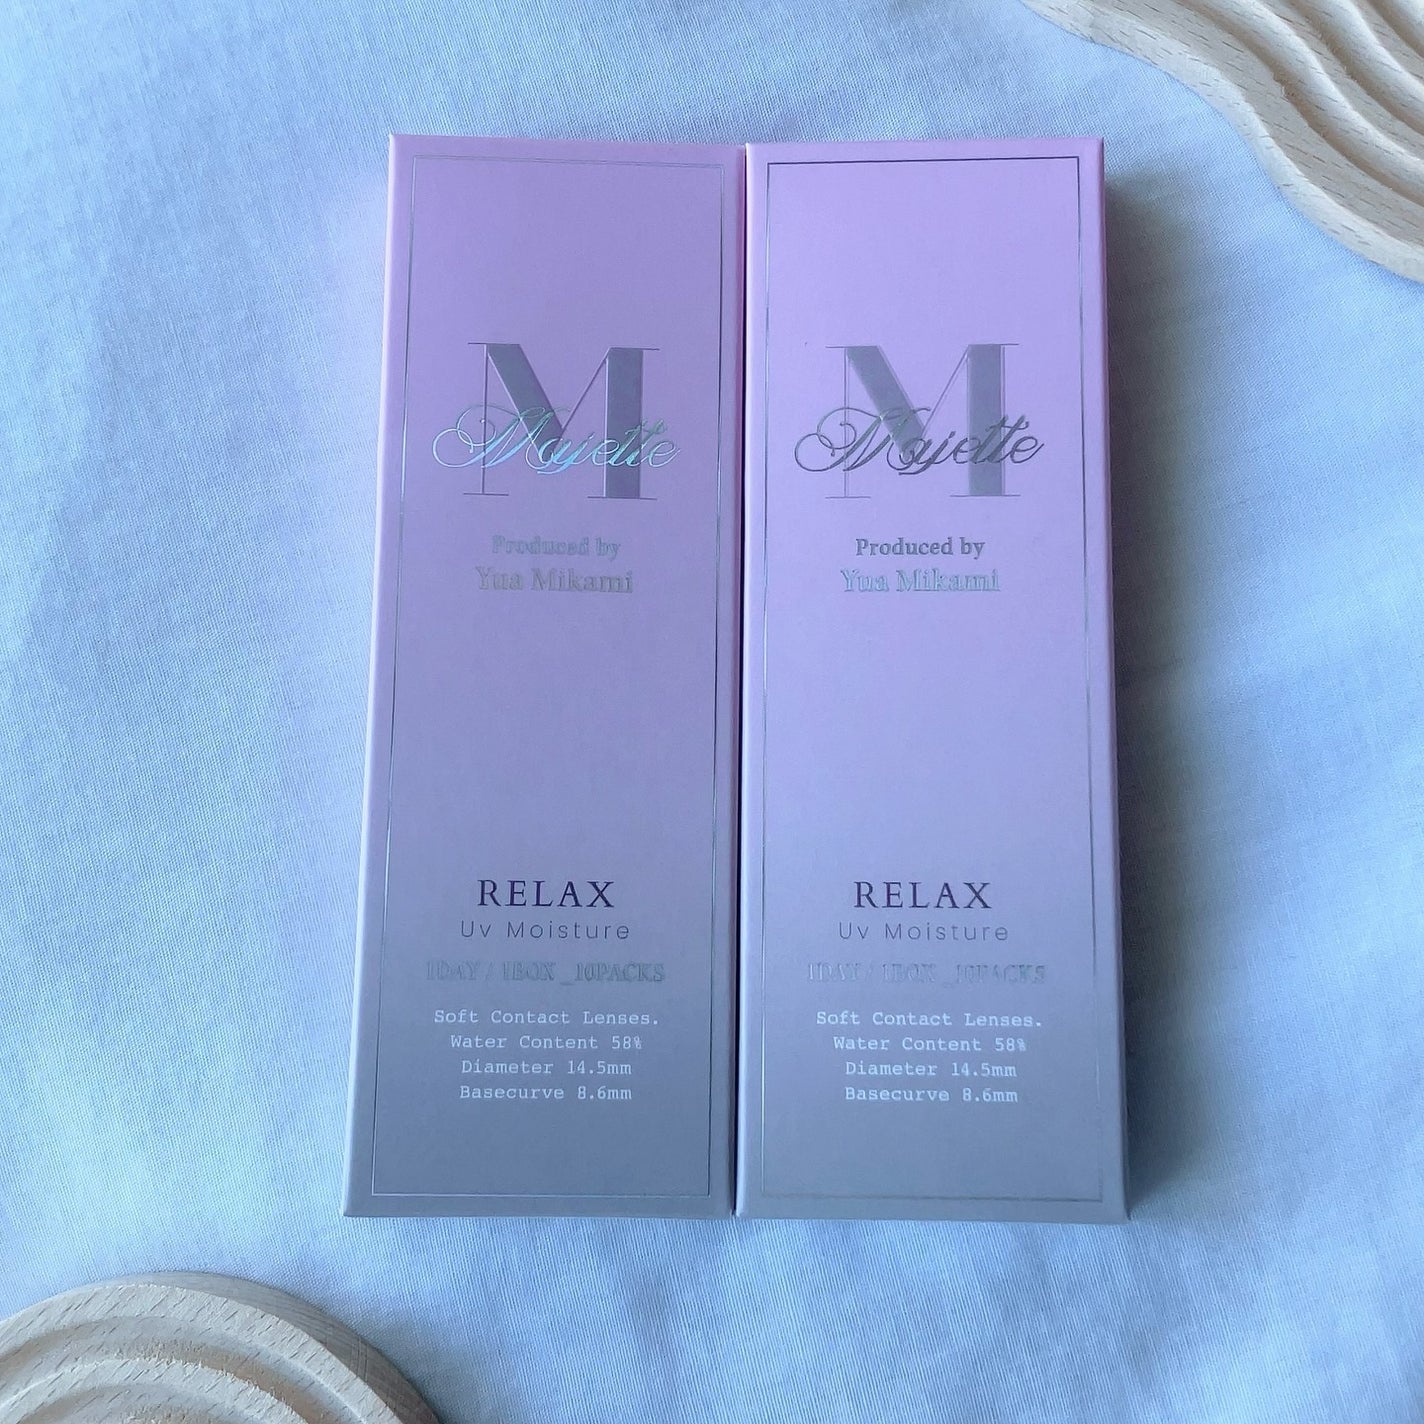 M
Majette
Produced by
Yua Mikami
RELAX
Uv Moisture
1DAY / 1BOX _10PACKS
Soft Contact Lenses.
Water Content 58%
Diameter 14.5mm
Basecurve 8.6mm
M
Majette
Produced by
Yua Mikami
RELAX
Uv Moisture
1DAY / 1BOX _10PACKS
Soft Contact Lenses.
Water Content 58%
Diameter 14.5mm
Basecurve 8.6mm